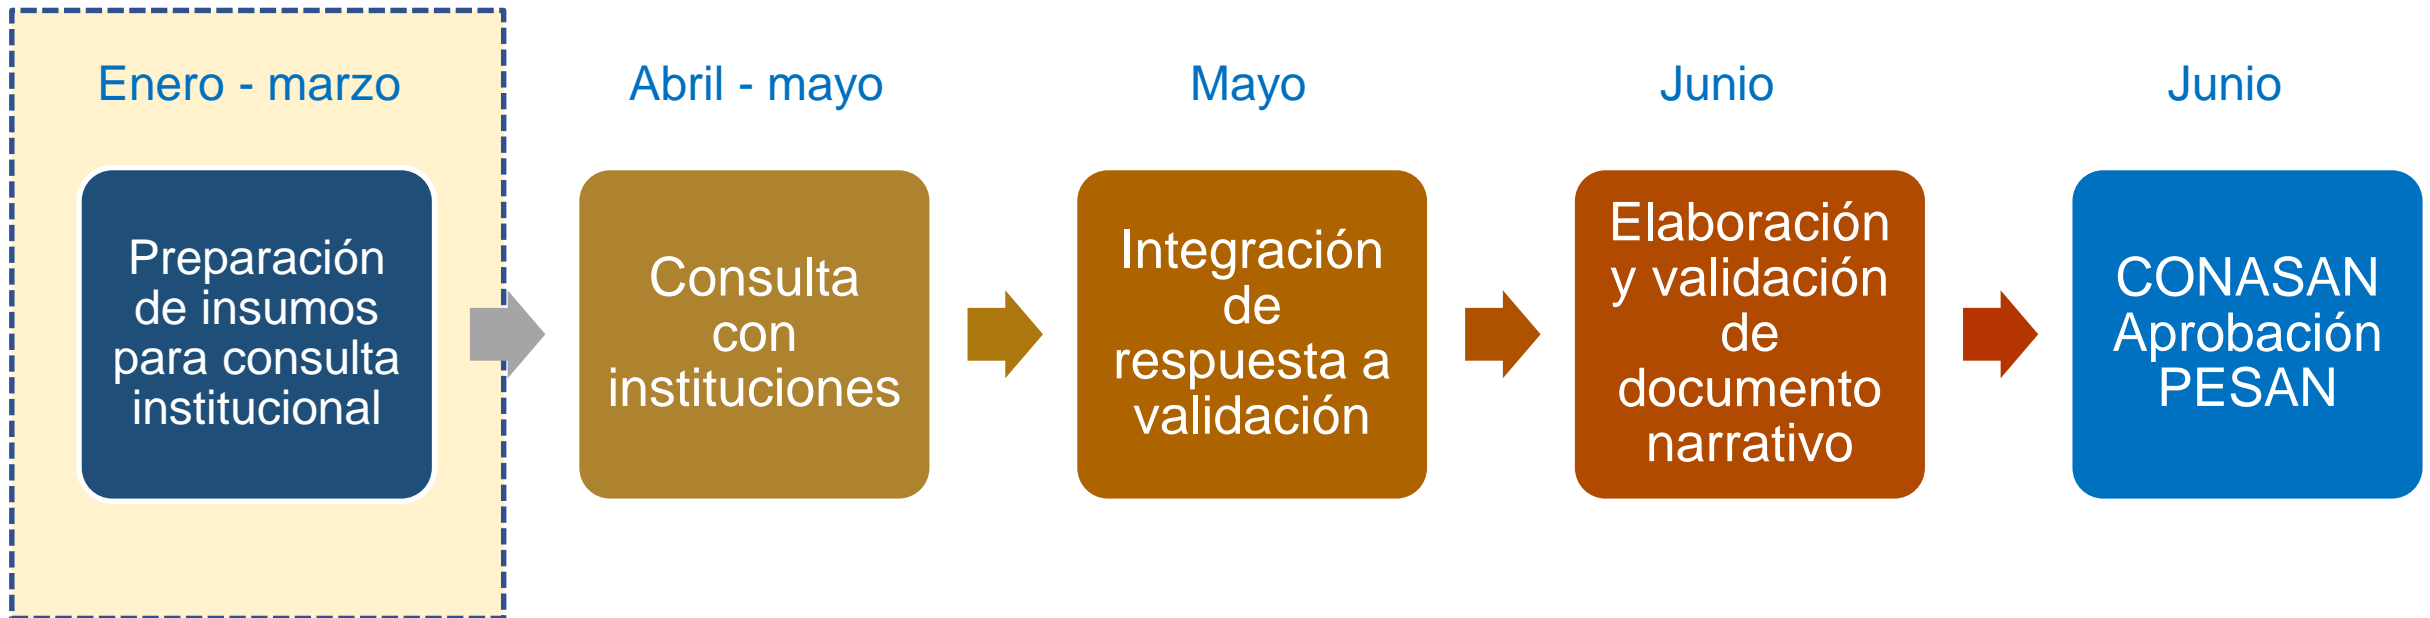 Enero - marzo
Abril - mayo
Mayo
Junio
Junio
Preparación
de insumos
para consulta
institucional
Consulta
con
instituciones
Integración
de
respuesta a
validación
Elaboración
y validación
de
documento
narrativo
CONASAN
Aprobación
PESAN